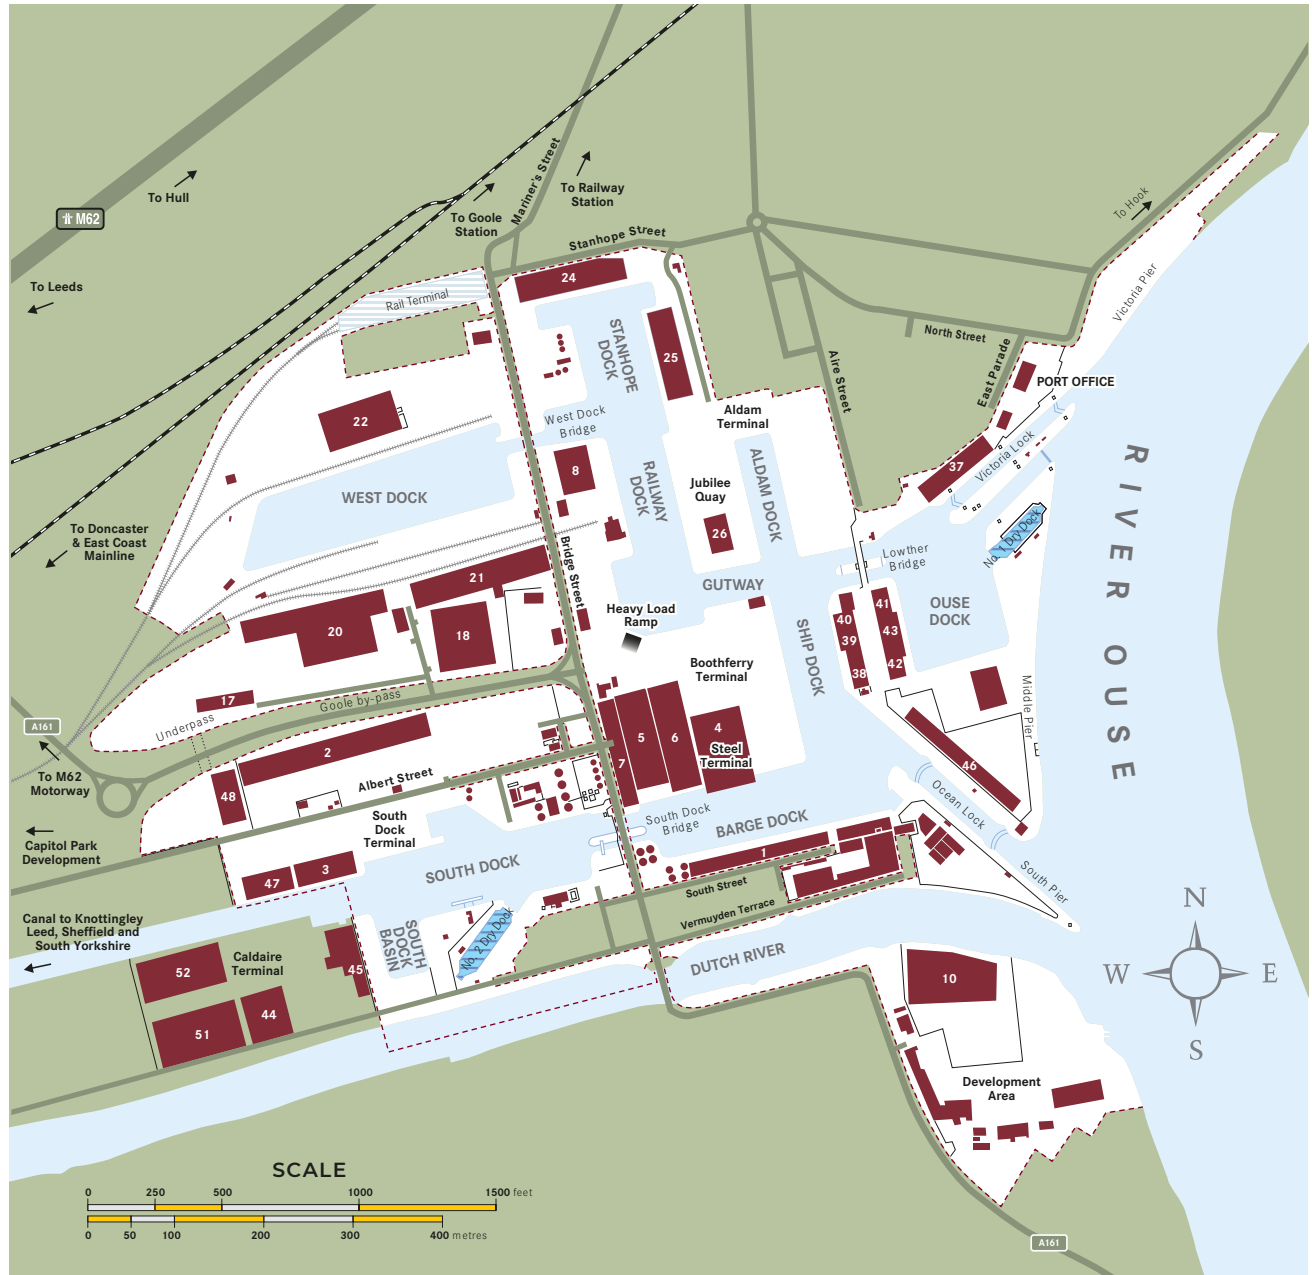 M62
To Hull
To Leeds
Mariner's Street
To Goole
Station
To Railway
Station
Stanhope Street
To Hook
Victoria Pier
North Street
East Parade
PORT OFFICE
Aire Street
Rail Terminal
24
STANHOPE
DOCK
25
22
West Dock
Bridge
Aldam
Terminal
WEST DOCK
8
RAILWAY
DOCK
Jubilee
Quay
ALDAM DOCK
26
37
Victoria Lock
No. 1 Dry Dock
RIVER OUSE
To Doncaster
& East Coast
Mainline
Bridge Street
GUTWAY
Lowther
Bridge
21
20
18
17
Heavy Load
Ramp
Boothferry
Terminal
SHIP DOCK
40
39
38
41
43
42
OUSE
DOCK
Middle Pier
46
Ocean Lock
South Pier
A161
Underpass
Goole by-pass
To M62
Motorway
2
48
Albert Street
7
5
6
4
Steel
Terminal
South Dock
Bridge
BARGE DOCK
1
South
Dock
Terminal
SOUTH DOCK
Capitol Park
Development
47
3
South Street
Vermuyden Terrace
DUTCH RIVER
Canal to Knottingley
Leed, Sheffield and
South Yorkshire
SOUTH
DOCK
BASIN
No. 2 Dry Dock
Caldaire
Terminal
52
45
51
44
10
Development
Area
A161
N
W
E
S
SCALE
0 250 500 1000 1500 feet
0 50 100 200 300 400 metres